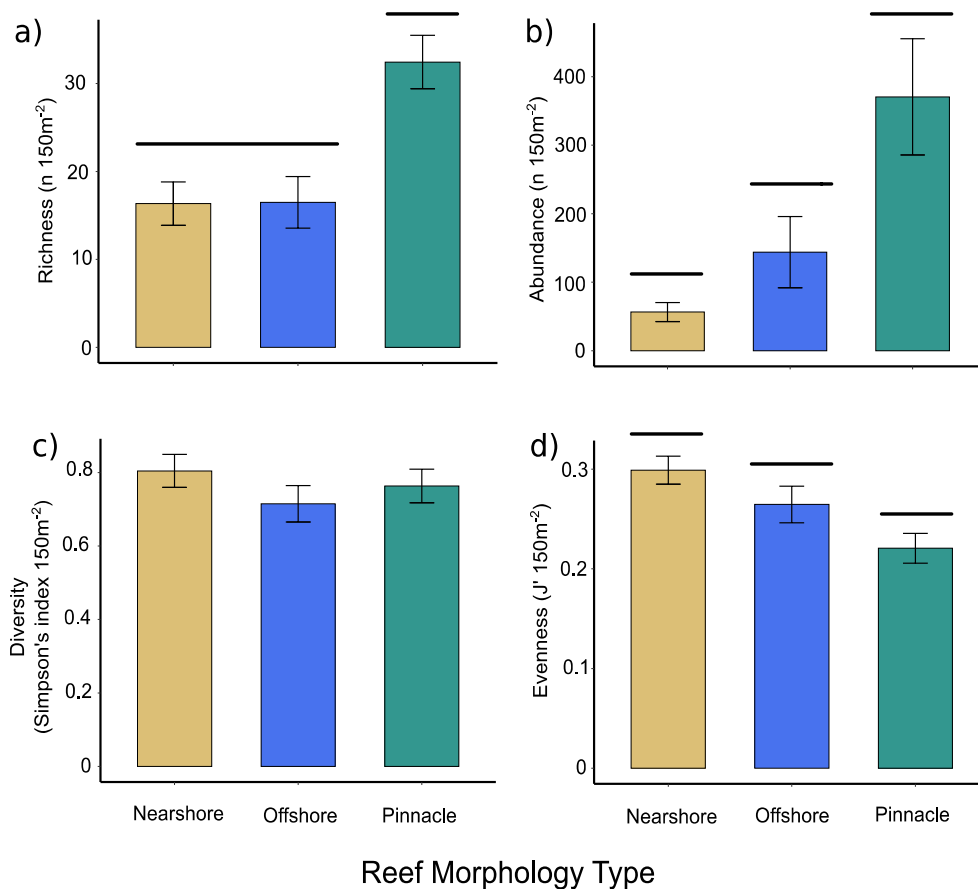 a)
Richness (n 150m⁻²)
30
20
10
0
b)
Abundance (n 150m⁻²)
400
300
200
100
0
c)
Diversity
(Simpson's index 150m⁻²)
0.8
0.6
0.4
0.2
0
Nearshore Offshore Pinnacle
d)
Evenness (J' 150m⁻²)
0.3
0.2
0.1
0
Nearshore Offshore Pinnacle
Reef Morphology Type